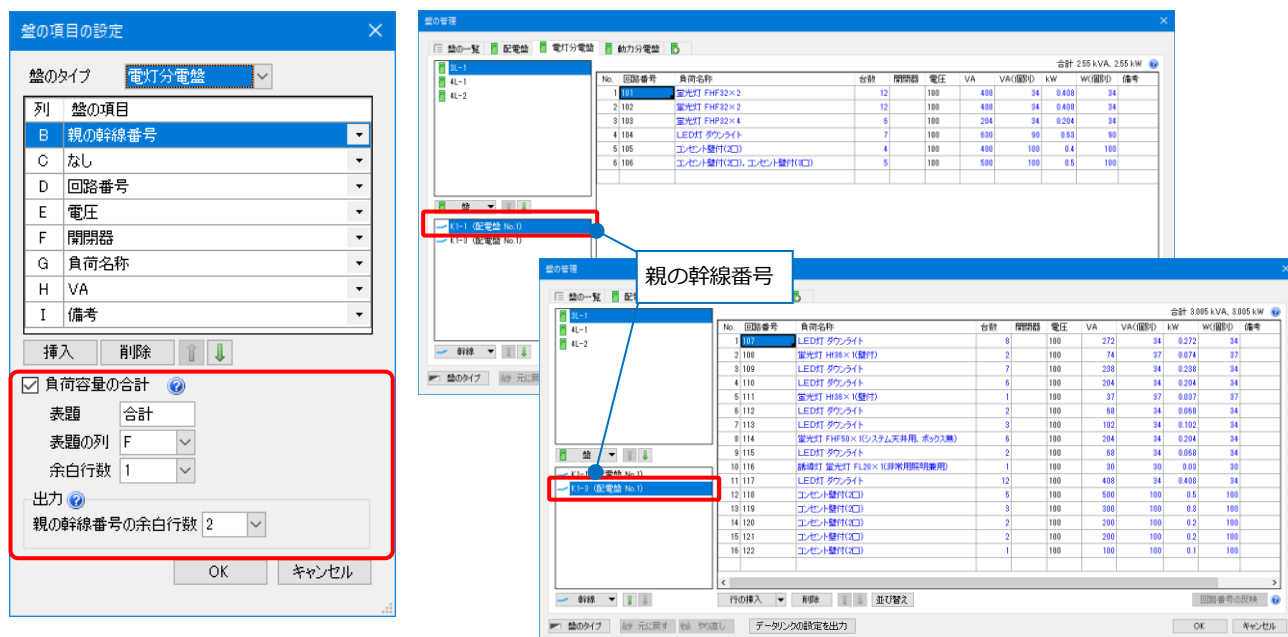 盤の項目の設定
盤のタイプ 電灯分電盤
列 盤の項目
B 親の幹線番号
C なし
D 回路番号
E 電圧
F 開閉器
G 負荷名称
H VA
I 備考
挿入 削除
負荷容量の合計
表題 合計
表題の列 F
余白行数 1
出力
親の幹線番号の余白行数 2
OK キャンセル
盤の管理
盤の一覧 配電盤 電灯分電盤 動力分電盤
3L-1
4L-1
4L-2
合計 2.55 kVA, 2.55 kW
No. 回路番号 負荷名称 台数 開閉器 電圧 VA VA(個別) kW W(個別) 備考
1 101 蛍光灯 FHF32×2 12 100 408 34 0.408 34
2 102 蛍光灯 FHF32×2 12 100 408 34 0.408 34
3 103 蛍光灯 FHP32×4 6 100 204 34 0.204 34
4 104 LED灯 ダウンライト 7 100 630 90 0.63 90
5 105 コンセント壁付(2口) 4 100 400 100 0.4 100
6 106 コンセント壁付(2口), コンセント壁付(3口) 5 100 500 100 0.5 100
盤
K1-1 (配電盤 No.1)
K1-3 (配電盤 No.1)
幹線
盤のタイプ 元に戻
親の幹線番号
盤の管理
盤の一覧
3L-1
4L-1
4L-2
合計 3.005 kVA, 3.005 kW
No. 回路番号 負荷名称 台数 開閉器 電圧 VA VA(個別) kW W(個別) 備考
1 107 LED灯 ダウンライト 8 100 272 34 0.272 34
2 108 蛍光灯 Hf36×1(壁付) 2 100 74 37 0.074 37
3 109 LED灯 ダウンライト 7 100 238 34 0.238 34
4 110 LED灯 ダウンライト 6 100 204 34 0.204 34
5 111 蛍光灯 Hf36×1(壁付) 1 100 37 37 0.037 37
6 112 LED灯 ダウンライト 2 100 68 34 0.068 34
7 113 LED灯 ダウンライト 3 100 102 34 0.102 34
8 114 蛍光灯 FHF50×1(システム天井用, ボックス無) 6 100 204 34 0.204 34
9 115 LED灯 ダウンライト 2 100 68 34 0.068 34
10 116 誘導灯 蛍光灯 FL20×1(非常用照明兼用) 1 100 30 30 0.03 30
11 117 LED灯 ダウンライト 12 100 408 34 0.408 34
12 118 コンセント壁付(2口) 5 100 500 100 0.5 100
13 119 コンセント壁付(2口) 3 100 300 100 0.3 100
14 120 コンセント壁付(2口) 2 100 200 100 0.2 100
15 121 コンセント壁付(2口) 2 100 200 100 0.2 100
16 122 コンセント壁付(2口) 1 100 100 100 0.1 100
盤
K1-3 (配電盤 No.1)
幹線
行の挿入 削除 並び替え 回路番号の反映
盤のタイプ 元に戻す やり直し データリンクの設定を出力 OK キャンセル